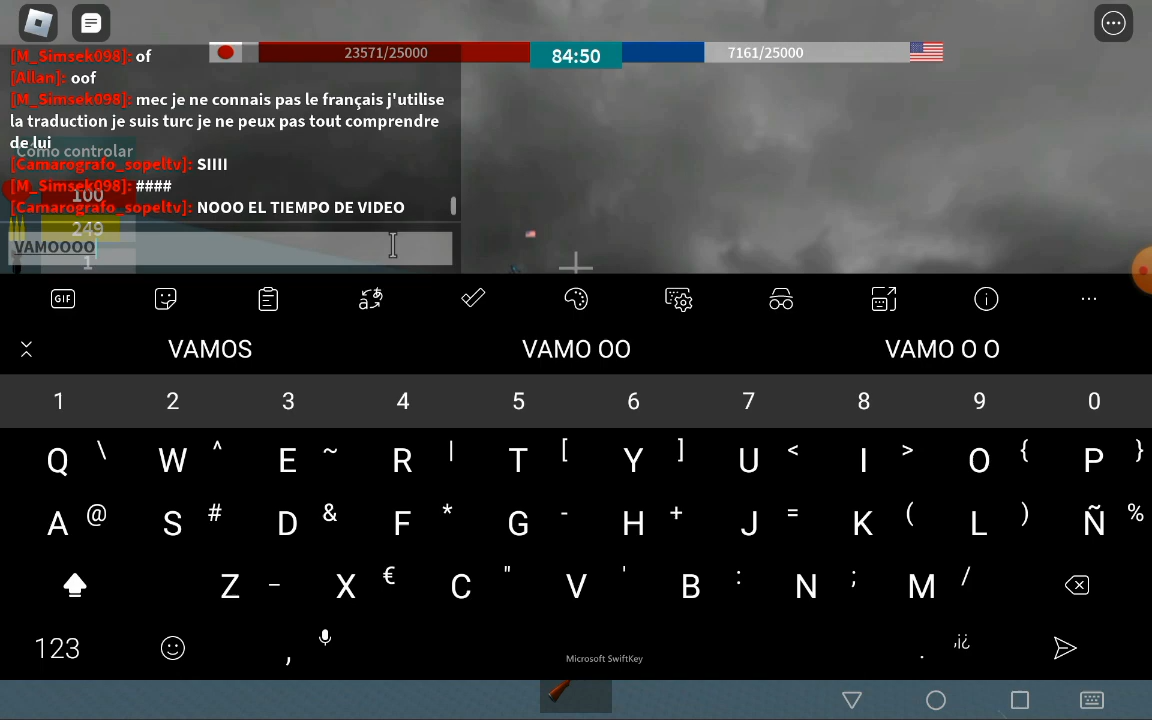 23571/25000
84:50
7161/25000
[M_Simsek098]: of
[Allan]: oof
[M_Simsek098]: mec je ne connais pas le français j'utilise
la traduction je suis turc je ne peux pas tout comprendre
de lui
Cómo controlar
[Camarografo_sopeltv]: SIIII
[M_Simsek098]: ####
100
[Camarografo_sopeltv]: NOOO EL TIEMPO DE VIDEO
249
VAMOOOO
1
GIF
VAMOS VAMO OO VAMO O O
1 2 3 4 5 6 7 8 9 0
Q \ W ^ E ~ R | T [ Y ] U < I > O { P }
A @ S # D & F * G - H + J = K ( L ) Ñ %
Z _ X € C " V ' B : N ; M /
123 , Microsoft SwiftKey . ,!¿